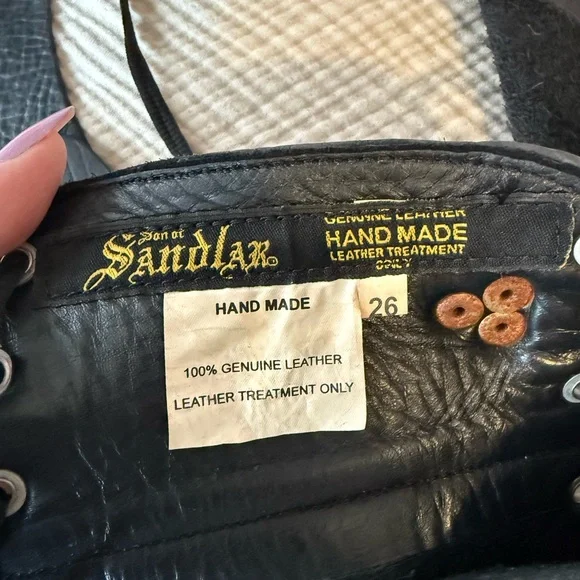 Son of
Sandlar
GENUINE LEATHER
HAND MADE
LEATHER TREATMENT
ONLY
HAND MADE
26
100% GENUINE LEATHER
LEATHER TREATMENT ONLY